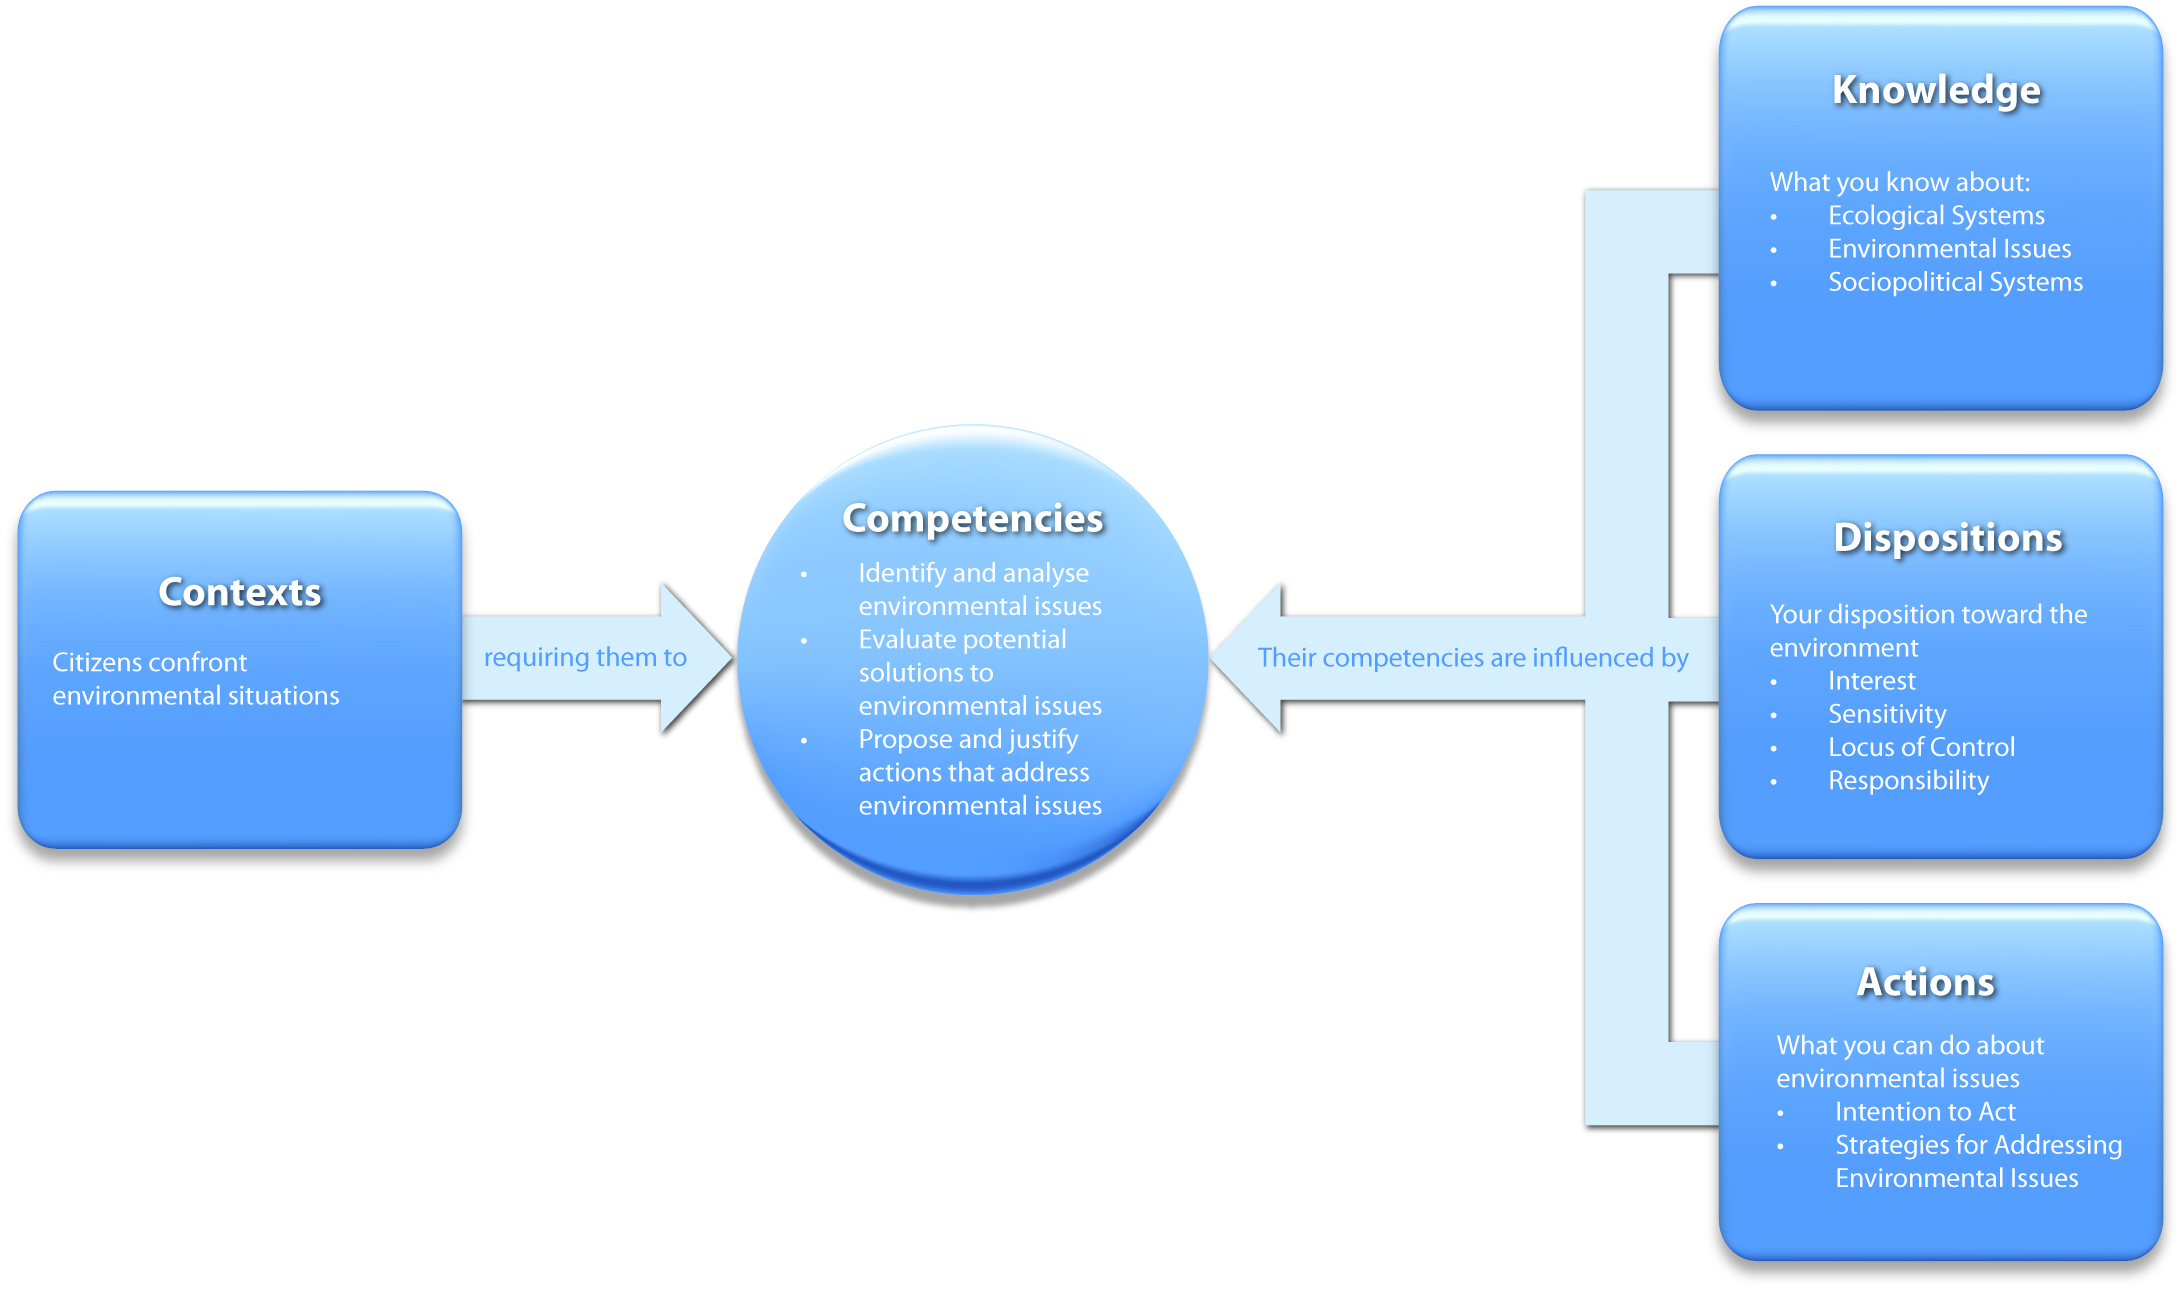 Contexts
Citizens confront
environmental situations
requiring them to
Competencies
• Identify and analyse
environmental issues
• Evaluate potential
solutions to
environmental issues
• Propose and justify
actions that address
environmental issues
Their competencies are influenced by
Knowledge
What you know about:
• Ecological Systems
• Environmental Issues
• Sociopolitical Systems
Dispositions
Your disposition toward the
environment
• Interest
• Sensitivity
• Locus of Control
• Responsibility
Actions
What you can do about
environmental issues
• Intention to Act
• Strategies for Addressing
Environmental Issues